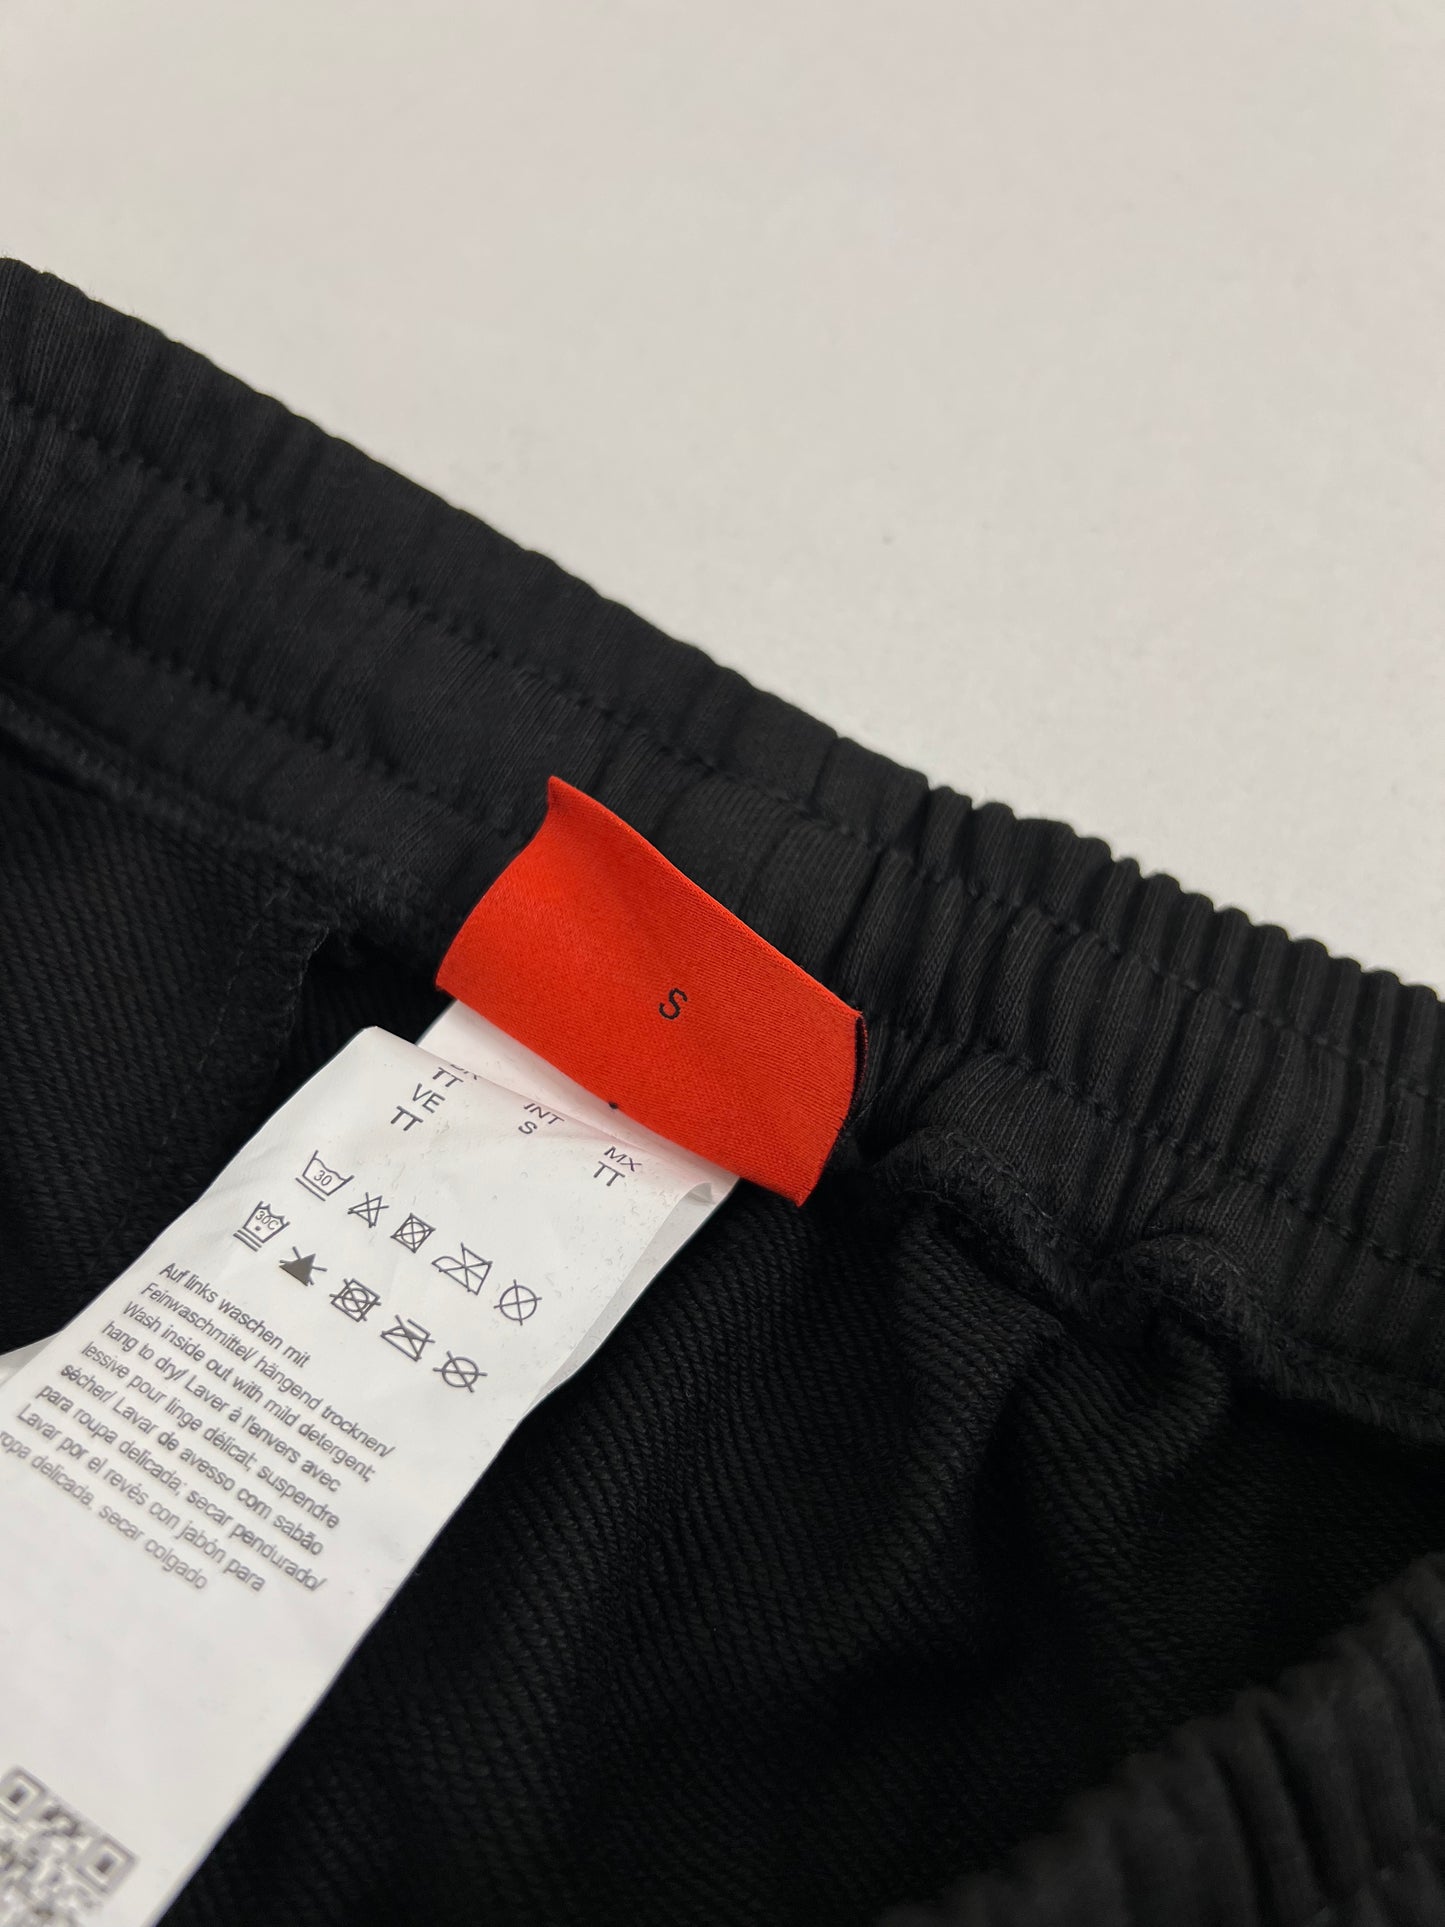 S
TT
VE
TT
INT
S
MX
TT
30
30C
Auf links waschen mit
Feinwaschmittel/ hängend trocknen/
Wash inside out with mild detergent;
hang to dry/ Laver à l'envers avec
lessive pour linge délicat; suspendre
sécher/ Lavar de avesso com sabão
para roupa delicada; secar pendurado/
Lavar por el revés con jabón para
ropa delicada, secar colgado